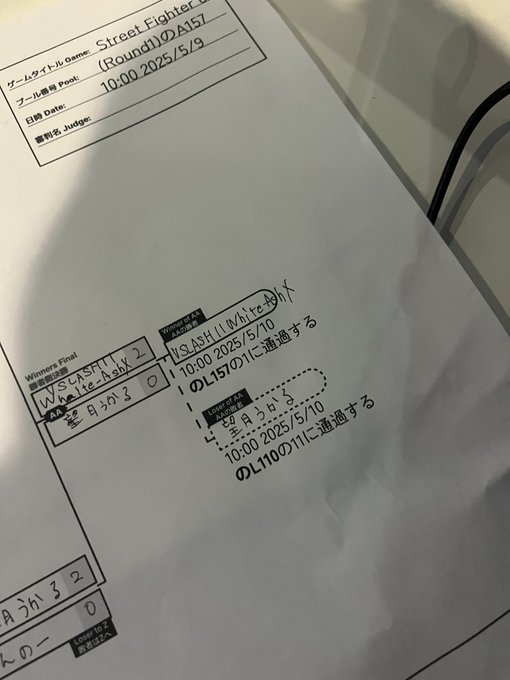 ゲームタイトル Game: Street Fighter
プール番号 Pool: (Round1)のA157
日時 Date: 10:00 2025/5/9
審判名 Judge:
Winners Final
勝者側決勝
VSLASH||
White-AshX 2
AA
望月うかる 0
Winner of AA
AAの勝者
VSLASH||White-AshX
10:00 2025/5/10
のL157の1に通過する
Loser of AA
AAの敗者
望月うかる
10:00 2025/5/10
のL110の11に通過する
月うかる 2
んのー 0
Loser to Z
敗者はZへ